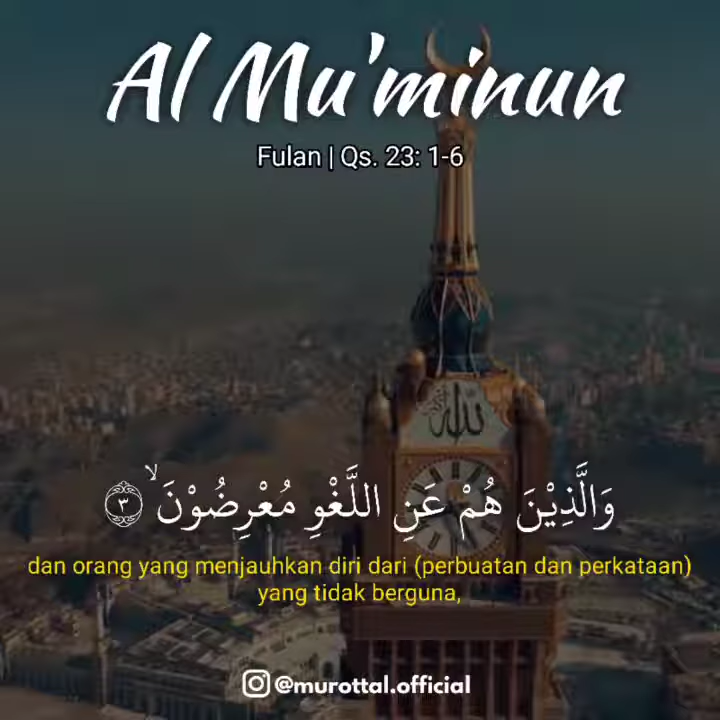 Al Mu'minun
Fulan | Qs. 23: 1-6
الله
وَالَّذِيْنَ هُمْ عَنِ اللَّغْوِ مُعْرِضُوْنَ ۙ ٣
dan orang yang menjauhkan diri dari (perbuatan dan perkataan)
yang tidak berguna,
@murottal.official